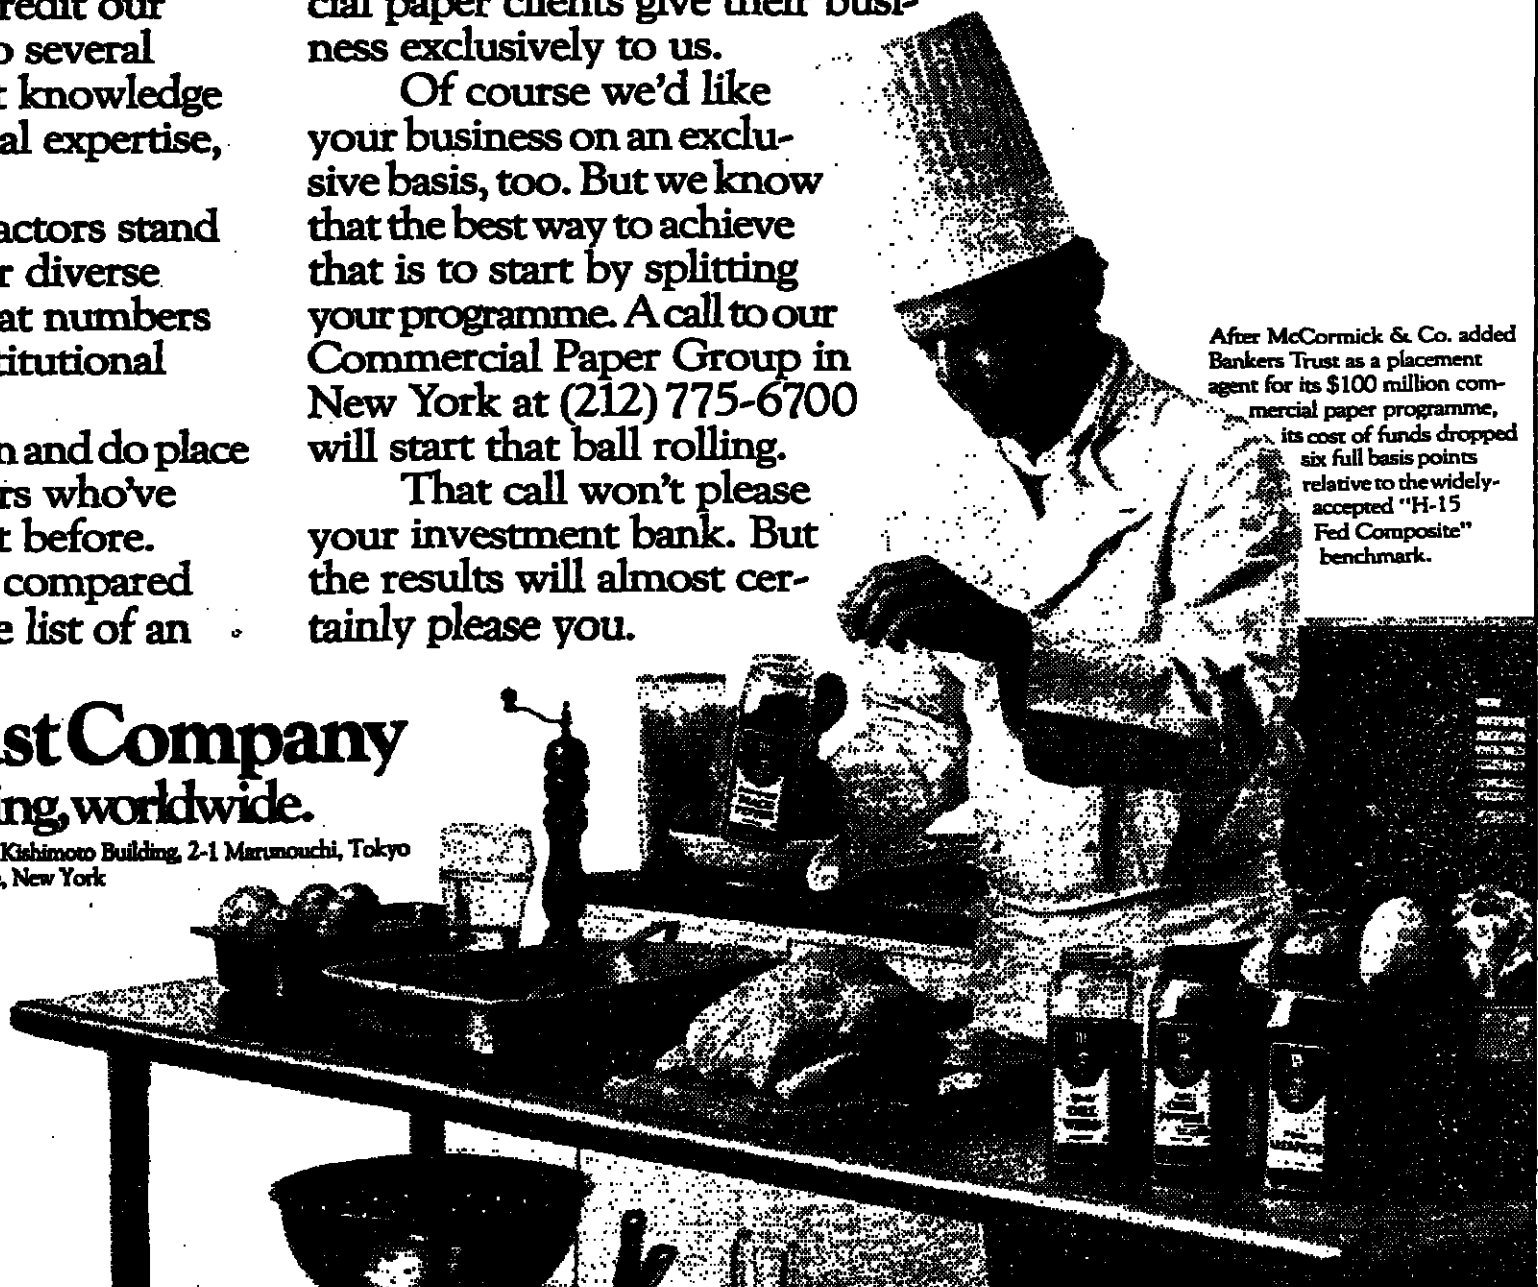 redit our
o several
t knowledge
al expertise,
actors stand
r diverse
at numbers
titutional
n and do place
rs who've
t before.
compared
e list of an
cial paper clients give their busi-
ness exclusively to us.
Of course we'd like
your business on an exclu-
sive basis, too. But we know
that the best way to achieve
that is to start by splitting
your programme. A call to our
Commercial Paper Group in
New York at (212) 775-6700
will start that ball rolling.
That call won't please
your investment bank. But
the results will almost cer-
tainly please you.
After McCormick & Co. added
Bankers Trust as a placement
agent for its $100 million com-
mercial paper programme,
its cost of funds dropped
six full basis points
relative to the widely-
accepted "H-15
Fed Composite"
benchmark.
ust Company
ing, worldwide.
Kishimoto Building, 2-1 Marunouchi, Tokyo
, New York